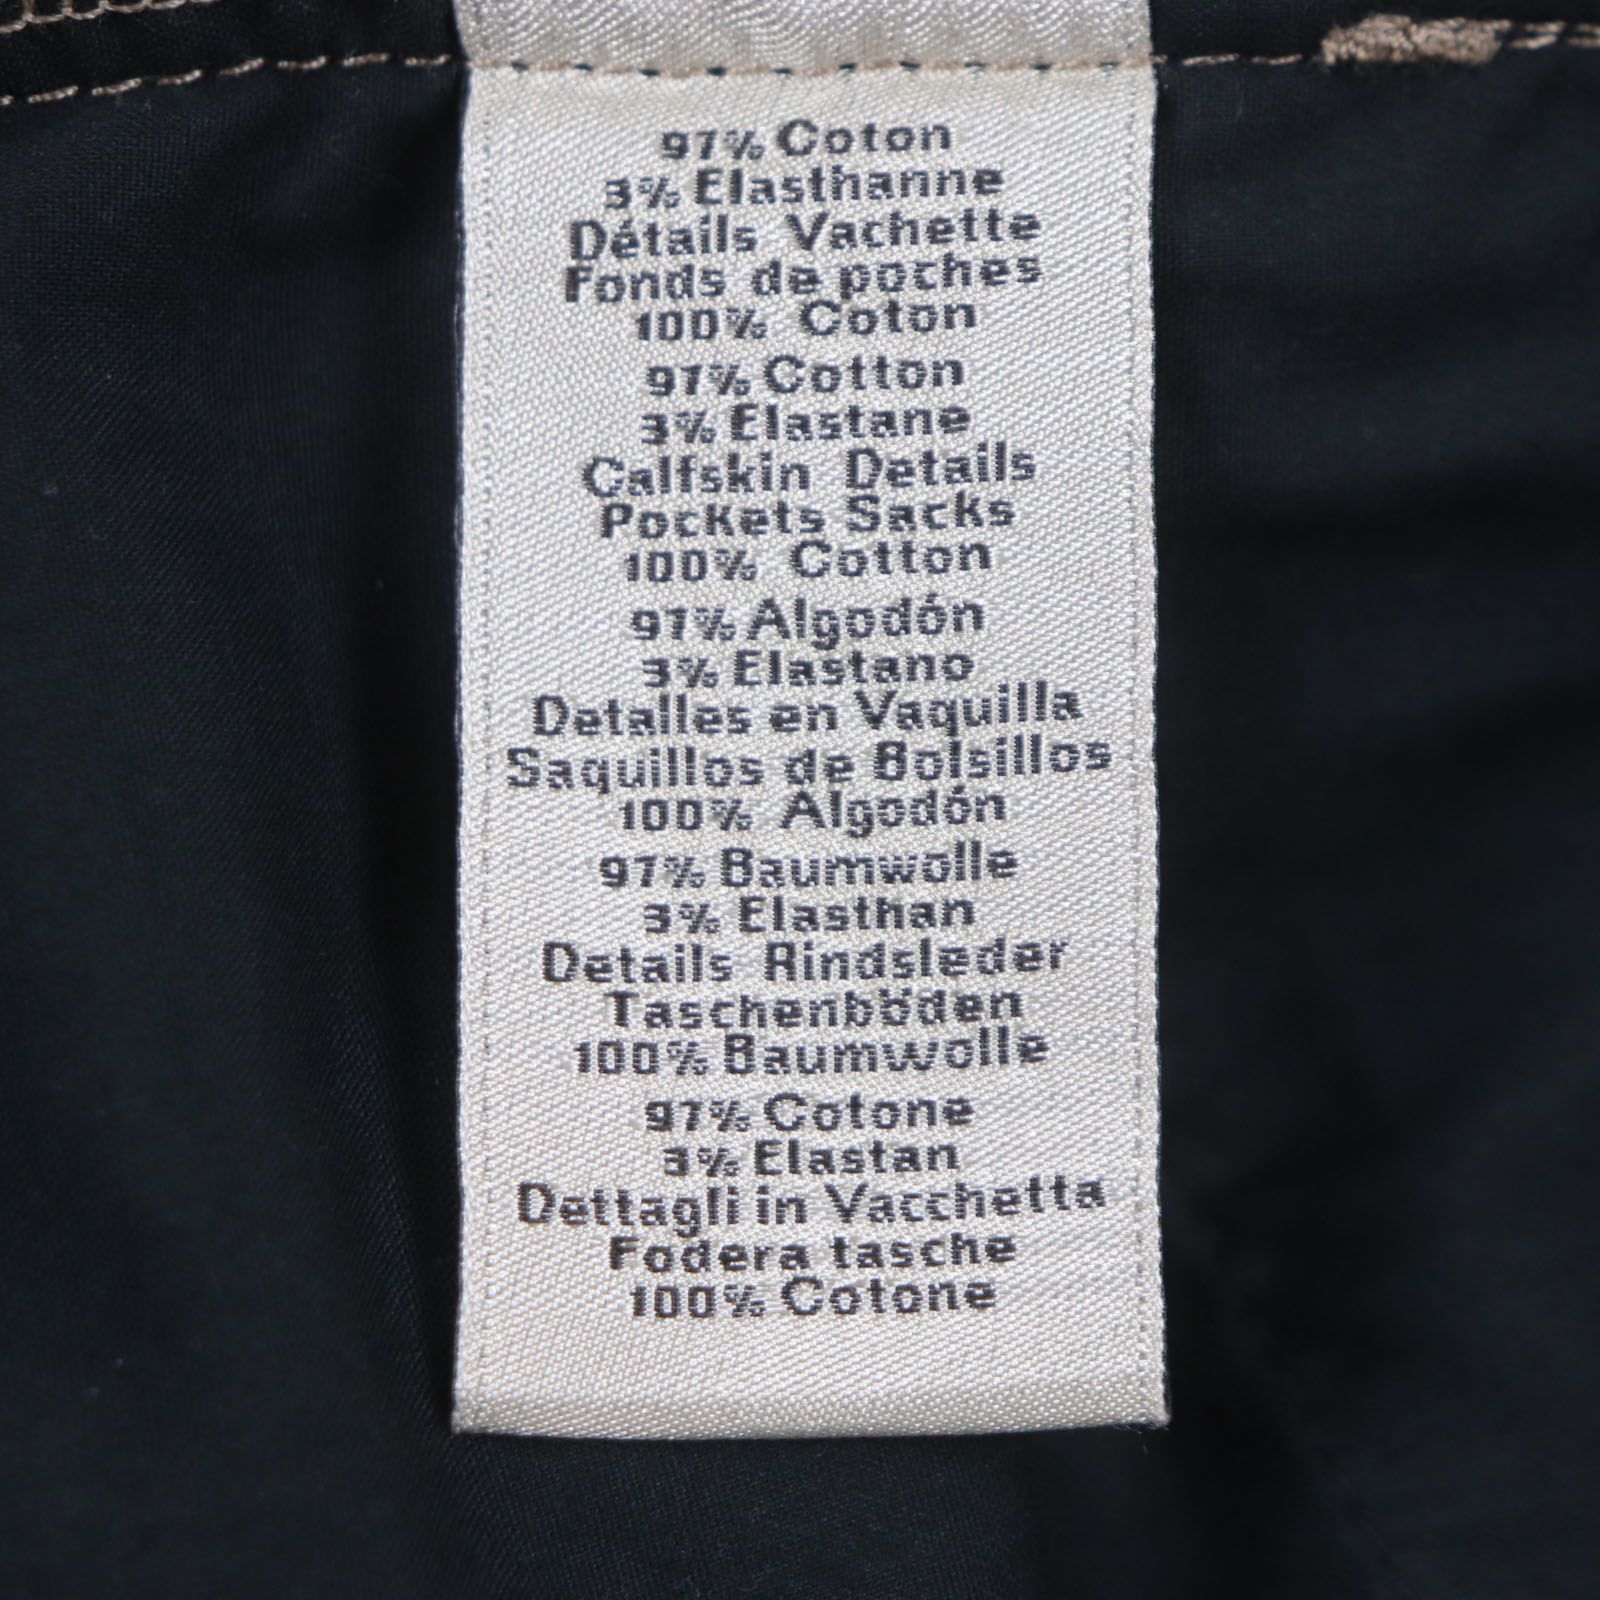 97% Coton
3% Elasthanne
Détails Vachette
Fonds de poches
100% Coton
97% Cotton
3% Elastane
Calfskin Details
Pockets Sacks
100% Cotton
97% Algodón
3% Elastano
Detalles en Vaquilla
Saquillos de Bolsillos
100% Algodón
97% Baumwolle
3% Elasthan
Details Rindsleder
Taschenböden
100% Baumwolle
97% Cotone
3% Elastan
Dettagli in Vacchetta
Fodera tasche
100% Cotone